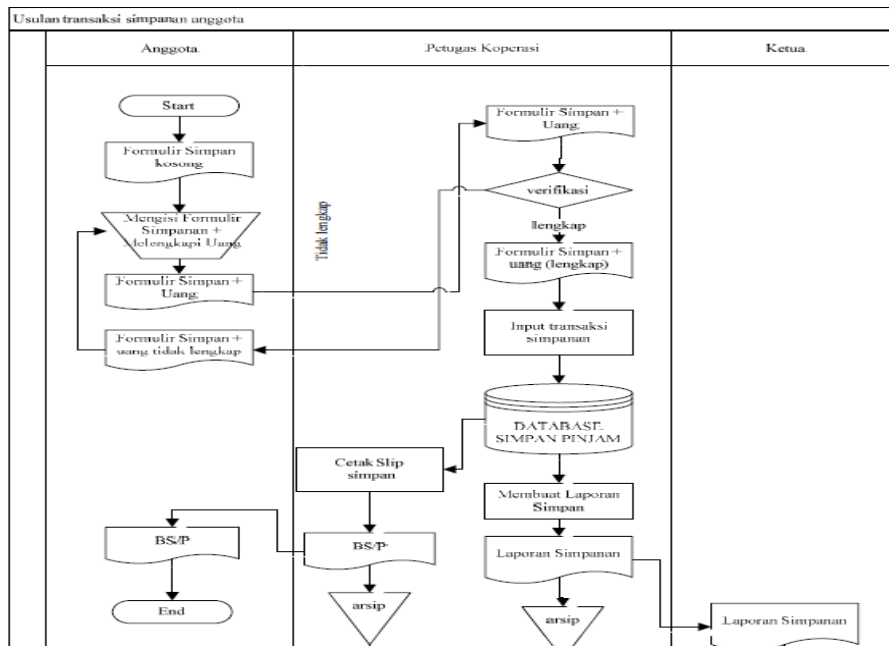 Usulan transaksi simpanan anggota
Anggota
Petugas Koperasi
Ketua
Start
Formulir Simpan
kosong
Mengisi Formulir
Simpanan +
Melengkapi Uang
Formulir Simpan +
Uang
Formulir Simpan +
uang tidak lengkap
Tidak lengkap
Formulir Simpan +
Uang
verifikasi
lengkap
Formulir Simpan +
uang (lengkap)
Input transaksi
simpanan
DATABASE
SIMPAN PINJAM
Cetak Slip
simpan
Membuat Laporan
Simpan
BS/P
BS/P
Laporan Simpanan
End
arsip
arsip
Laporan Simpanan